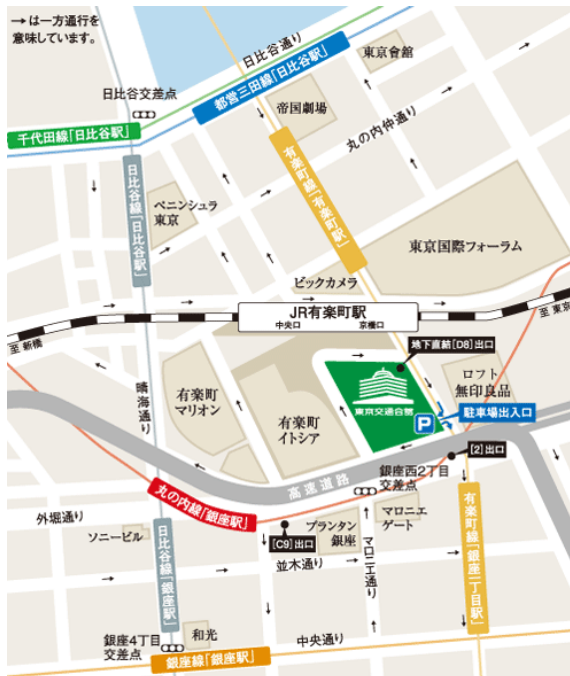 →は一方通行を
意味しています。
日比谷通り
東京會館
都営三田線「日比谷駅」
日比谷交差点
帝国劇場
千代田線「日比谷駅」
丸の内仲通り
日比谷線「日比谷駅」
有楽町線「有楽町駅」
ペニンシュラ
東京
東京国際フォーラム
ビックカメラ
JR有楽町駅
中央口
京橋口
至 東京
至 新橋
地下直結[D8]出口
晴海通り
有楽町
マリオン
有楽町
イトシア
東京交通会館
ロフト
無印良品
P
駐車場出入口
[2]出口
高速道路
銀座西2丁目
交差点
丸の内線「銀座駅」
外堀通り
ソニービル
[C9]出口
プランタン
銀座
マロニエ
ゲート
並木通り
マロニエ通り
有楽町線「銀座一丁目駅」
日比谷線「銀座駅」
銀座4丁目
交差点
和光
中央通り
銀座線「銀座駅」